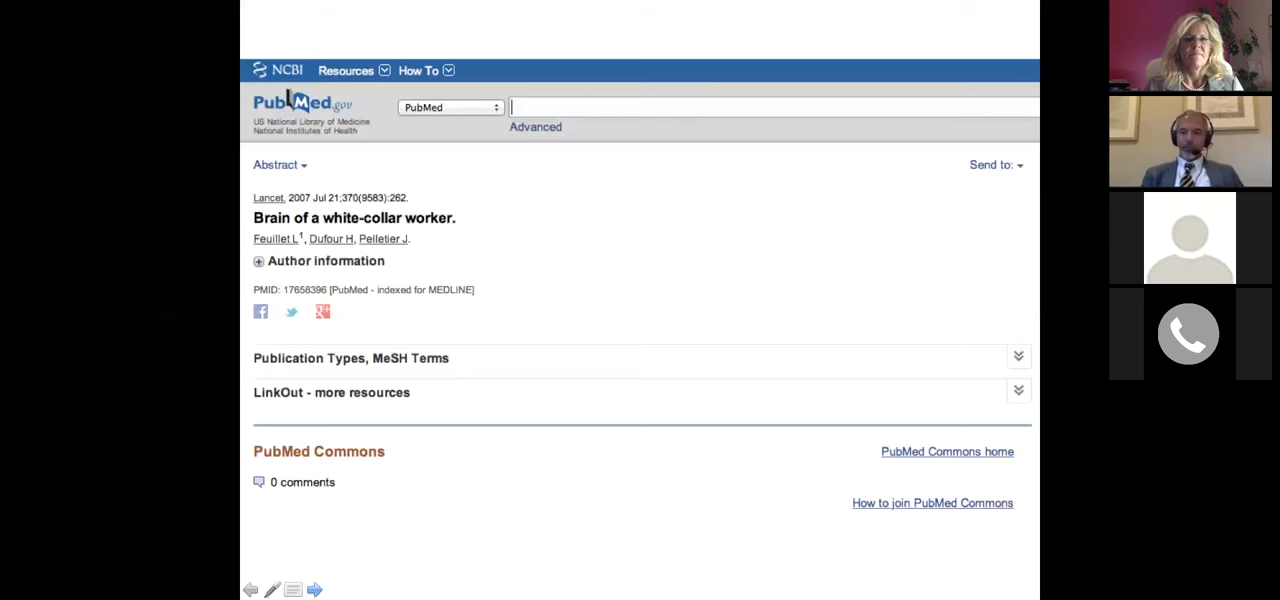 NCBI Resources How To
PubMed.gov
US National Library of Medicine
National Institutes of Health
PubMed
Advanced
Abstract
Send to:
Lancet. 2007 Jul 21;370(9583):262.
Brain of a white-collar worker.
Feuillet L1, Dufour H, Pelletier J.
Author information
PMID: 17658396 [PubMed - indexed for MEDLINE]
Publication Types, MeSH Terms
LinkOut - more resources
PubMed Commons
PubMed Commons home
0 comments
How to join PubMed Commons